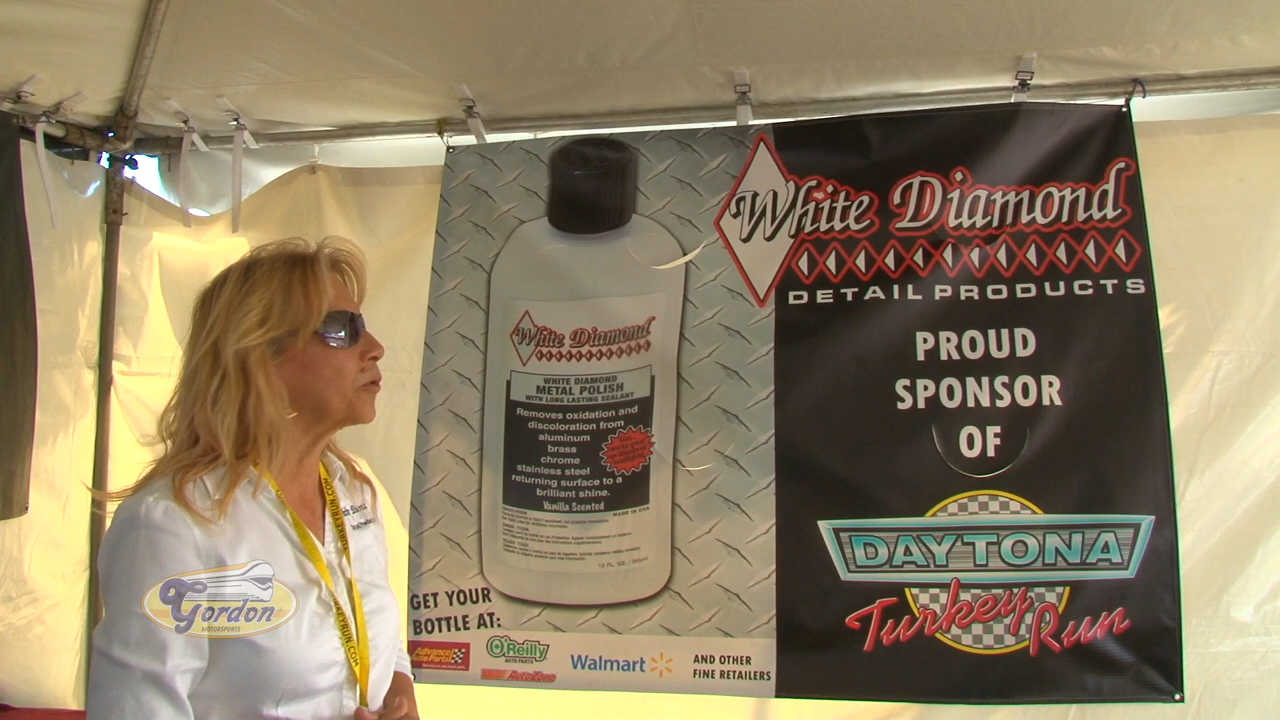 White Diamond
DETAIL PRODUCTS
PROUD
SPONSOR
OF
DAYTONA
Turkey Run
White Diamond
WHITE DIAMOND
METAL POLISH
WITH LONG LASTING SEALANT
Removes oxidation and
discoloration from
aluminum
brass
chrome
stainless steel
returning surface to a
brilliant shine.
Vanilla Scented
MADE IN USA
GET YOUR
BOTTLE AT:
Advance
Auto Parts
O'Reilly
AUTO PARTS
AutoZone
Walmart
AND OTHER
FINE RETAILERS
TURKEYRUN.COM
Gordon
MOTORSPORTS